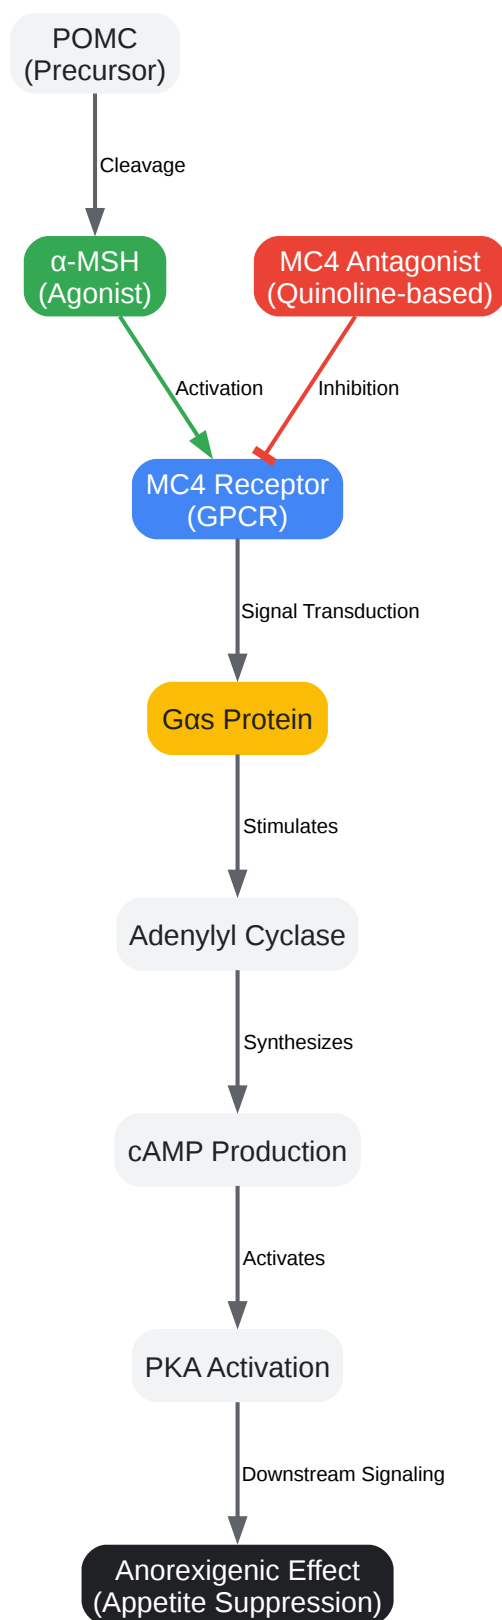 POMC
(Precursor)
Cleavage
α-MSH
(Agonist)
MC4 Antagonist
(Quinoline-based)
Activation
Inhibition
MC4 Receptor
(GPCR)
Signal Transduction
Gαs Protein
Stimulates
Adenylyl Cyclase
Synthesizes
cAMP Production
Activates
PKA Activation
Downstream Signaling
Anorexigenic Effect
(Appetite Suppression)